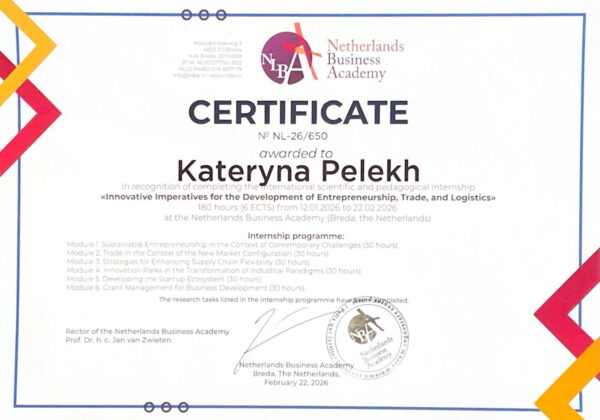 Netherlands
Business
Academy
NLBA
CERTIFICATE
№ NL-26/650
awarded to
Kateryna Pelekh
In recognition of completing the international scientific and pedagogical internship
«Innovative Imperatives for the Development of Entrepreneurship, Trade, and Logistics»
180 hours (6 ECTS) from 12.01.2026 to 22.02.2026
at the Netherlands Business Academy (Breda, the Netherlands)
Internship programme:
Module 1. Sustainable Entrepreneurship in the Context of Contemporary Challenges (30 hours)
Module 2. Trade in the Context of the New Market Configuration (30 hours)
Module 3. Strategies for Enhancing Supply Chain Flexibility (30 hours)
Module 4. Innovation Parks in the Transformation of Industrial Paradigms (30 hours)
Module 5. Developing the Startup Ecosystem (30 hours)
Module 6. Grant Management for Business Development (30 hours).
The research tasks listed in the internship programme have been completed.
Rector of the Netherlands Business Academy
Prof. Dr. h. c. Jan van Zwieten
Netherlands Business Academy
Breda, The Netherlands,
February 22, 2026
NLBA
Netherlands
Business
Academy